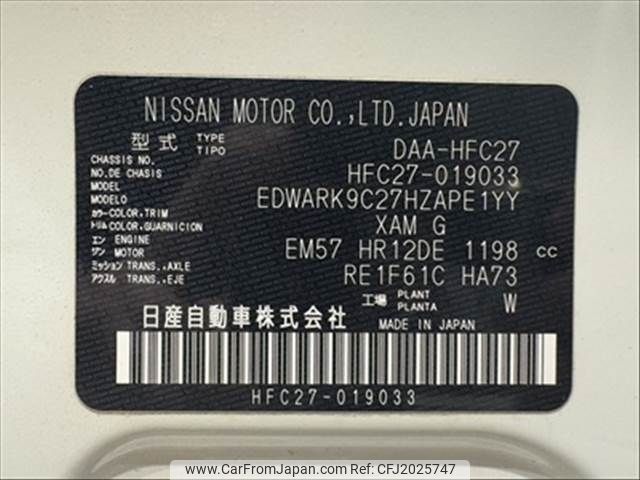 NISSAN MOTOR CO.,LTD.JAPAN
型式 TYPE TIPO DAA-HFC27
CHASSIS NO. NO.DE CHASIS HFC27-019033
MODEL MODELO EDWARK9C27HZAPE1YY
カラー COLOR,TRIM トリム COLOR,GUARNICION XAM G
エンジン ENGINE MOTOR EM57 HR12DE 1198 cc
ミッション TRANS.,AXLE アクスル TRANS.,EJE RE1F61C HA73
工場 PLANT PLANTA W
日産自動車株式会社 MADE IN JAPAN
HFC27-019033
www.CarFromJapan.com | © CarFromJapan - CFJ2025747